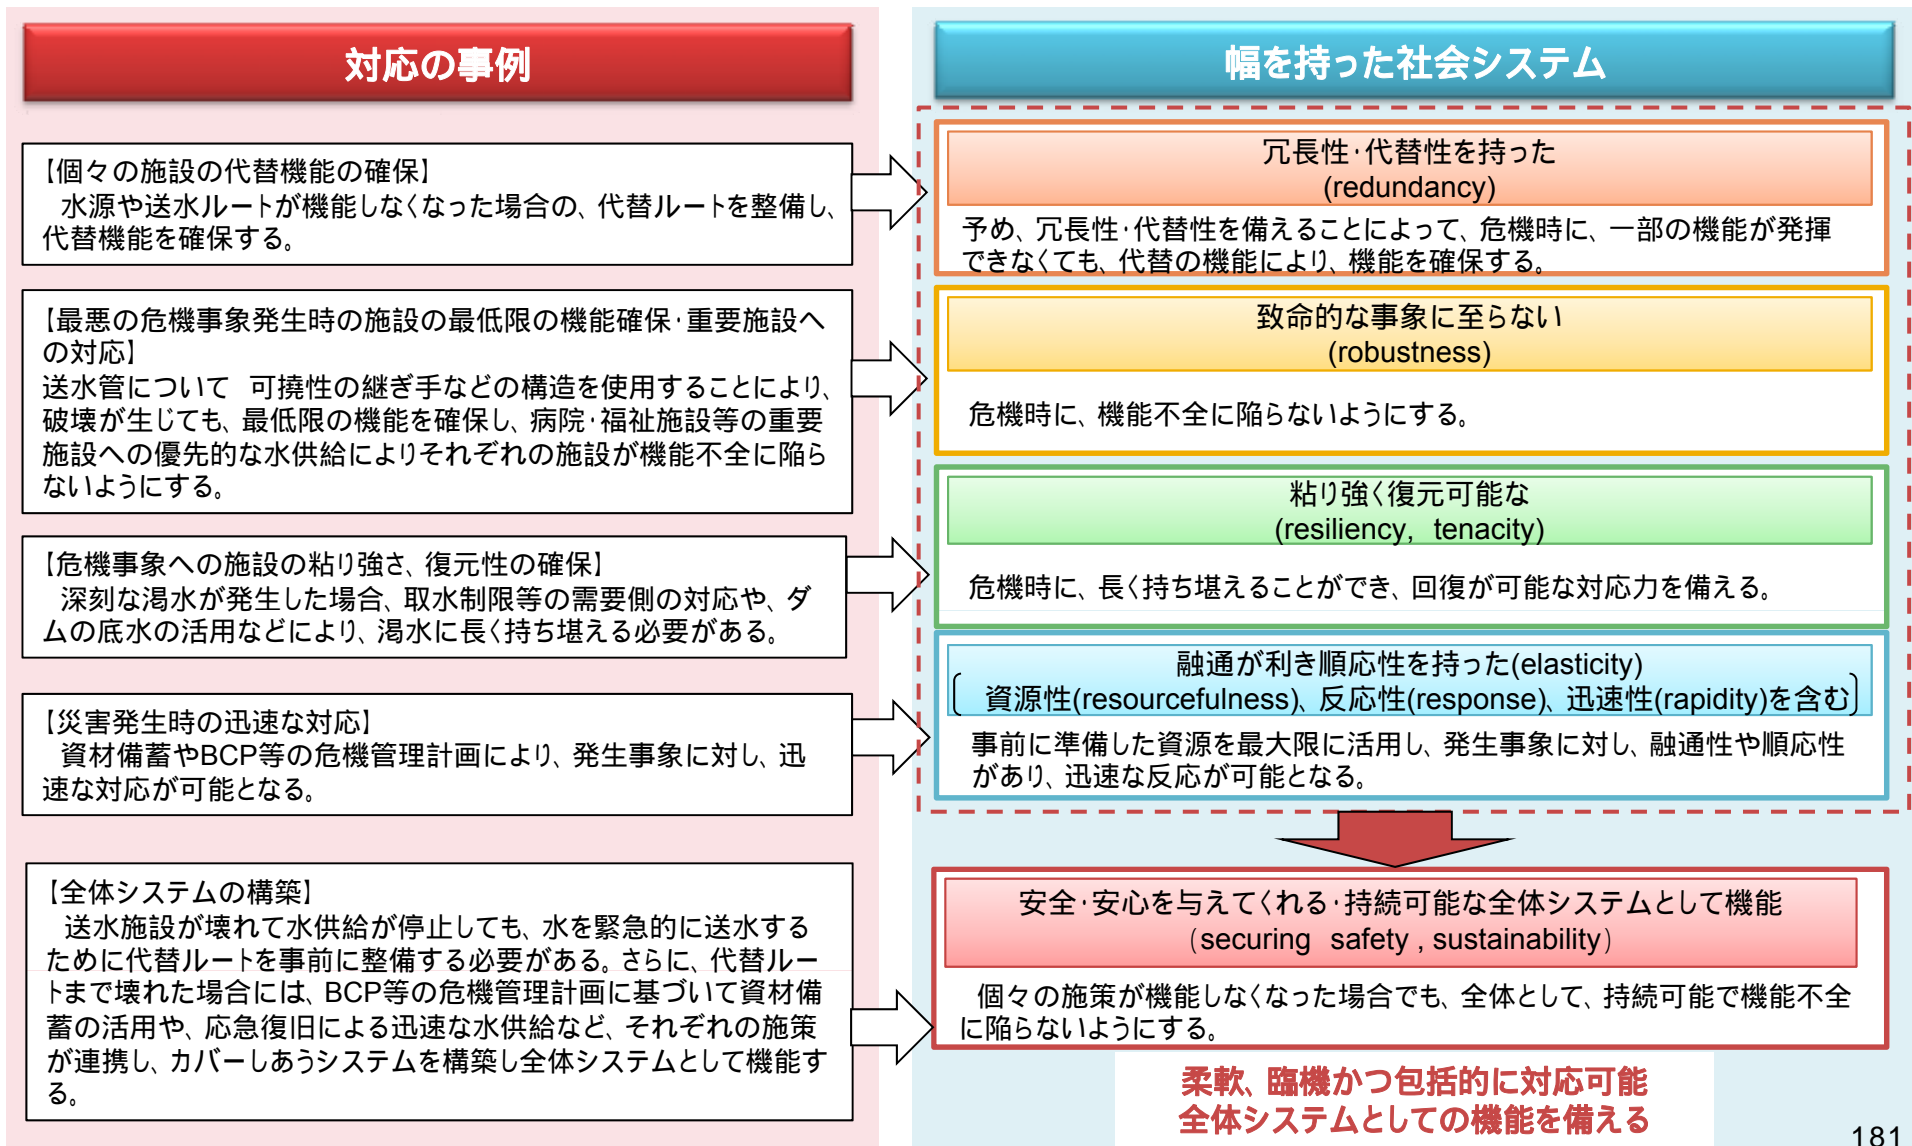 対応の事例
【個々の施設の代替機能の確保】
水源や送水ルートが機能しなくなった場合の、代替ルートを整備し、
代替機能を確保する。
【最悪の危機事象発生時の施設の最低限の機能確保・重要施設へ
の対応】
送水管について 可撓性の継ぎ手などの構造を使用することにより、
破壊が生じても、最低限の機能を確保し、病院・福祉施設等の重要
施設への優先的な水供給によりそれぞれの施設が機能不全に陥ら
ないようにする。
【危機事象への施設の粘り強さ、復元性の確保】
深刻な渇水が発生した場合、取水制限等の需要側の対応や、ダ
ムの底水の活用などにより、渇水に長く持ち堪える必要がある。
【災害発生時の迅速な対応】
資材備蓄やBCP等の危機管理計画により、発生事象に対し、迅
速な対応が可能となる。
【全体システムの構築】
送水施設が壊れて水供給が停止しても、水を緊急的に送水する
ために代替ルートを事前に整備する必要がある。さらに、代替ルー
トまで壊れた場合には、BCP等の危機管理計画に基づいて資材備
蓄の活用や、応急復旧による迅速な水供給など、それぞれの施策
が連携し、カバーしあうシステムを構築し全体システムとして機能す
る。
幅を持った社会システム
冗長性・代替性を持った
(redundancy)
予め、冗長性・代替性を備えることによって、危機時に、一部の機能が発揮
できなくても、代替の機能により、機能を確保する。
致命的な事象に至らない
(robustness)
危機時に、機能不全に陥らないようにする。
粘り強く復元可能な
(resiliency, tenacity)
危機時に、長く持ち堪えることができ、回復が可能な対応力を備える。
融通が利き順応性を持った(elasticity)
資源性(resourcefulness)、反応性(response)、迅速性(rapidity)を含む
事前に準備した資源を最大限に活用し、発生事象に対し、融通性や順応性
があり、迅速な反応が可能となる。
安全・安心を与えてくれる・持続可能な全体システムとして機能
(securing safety , sustainability)
個々の施策が機能しなくなった場合でも、全体として、持続可能で機能不全
に陥らないようにする。
柔軟、臨機かつ包括的に対応可能
全体システムとしての機能を備える
181